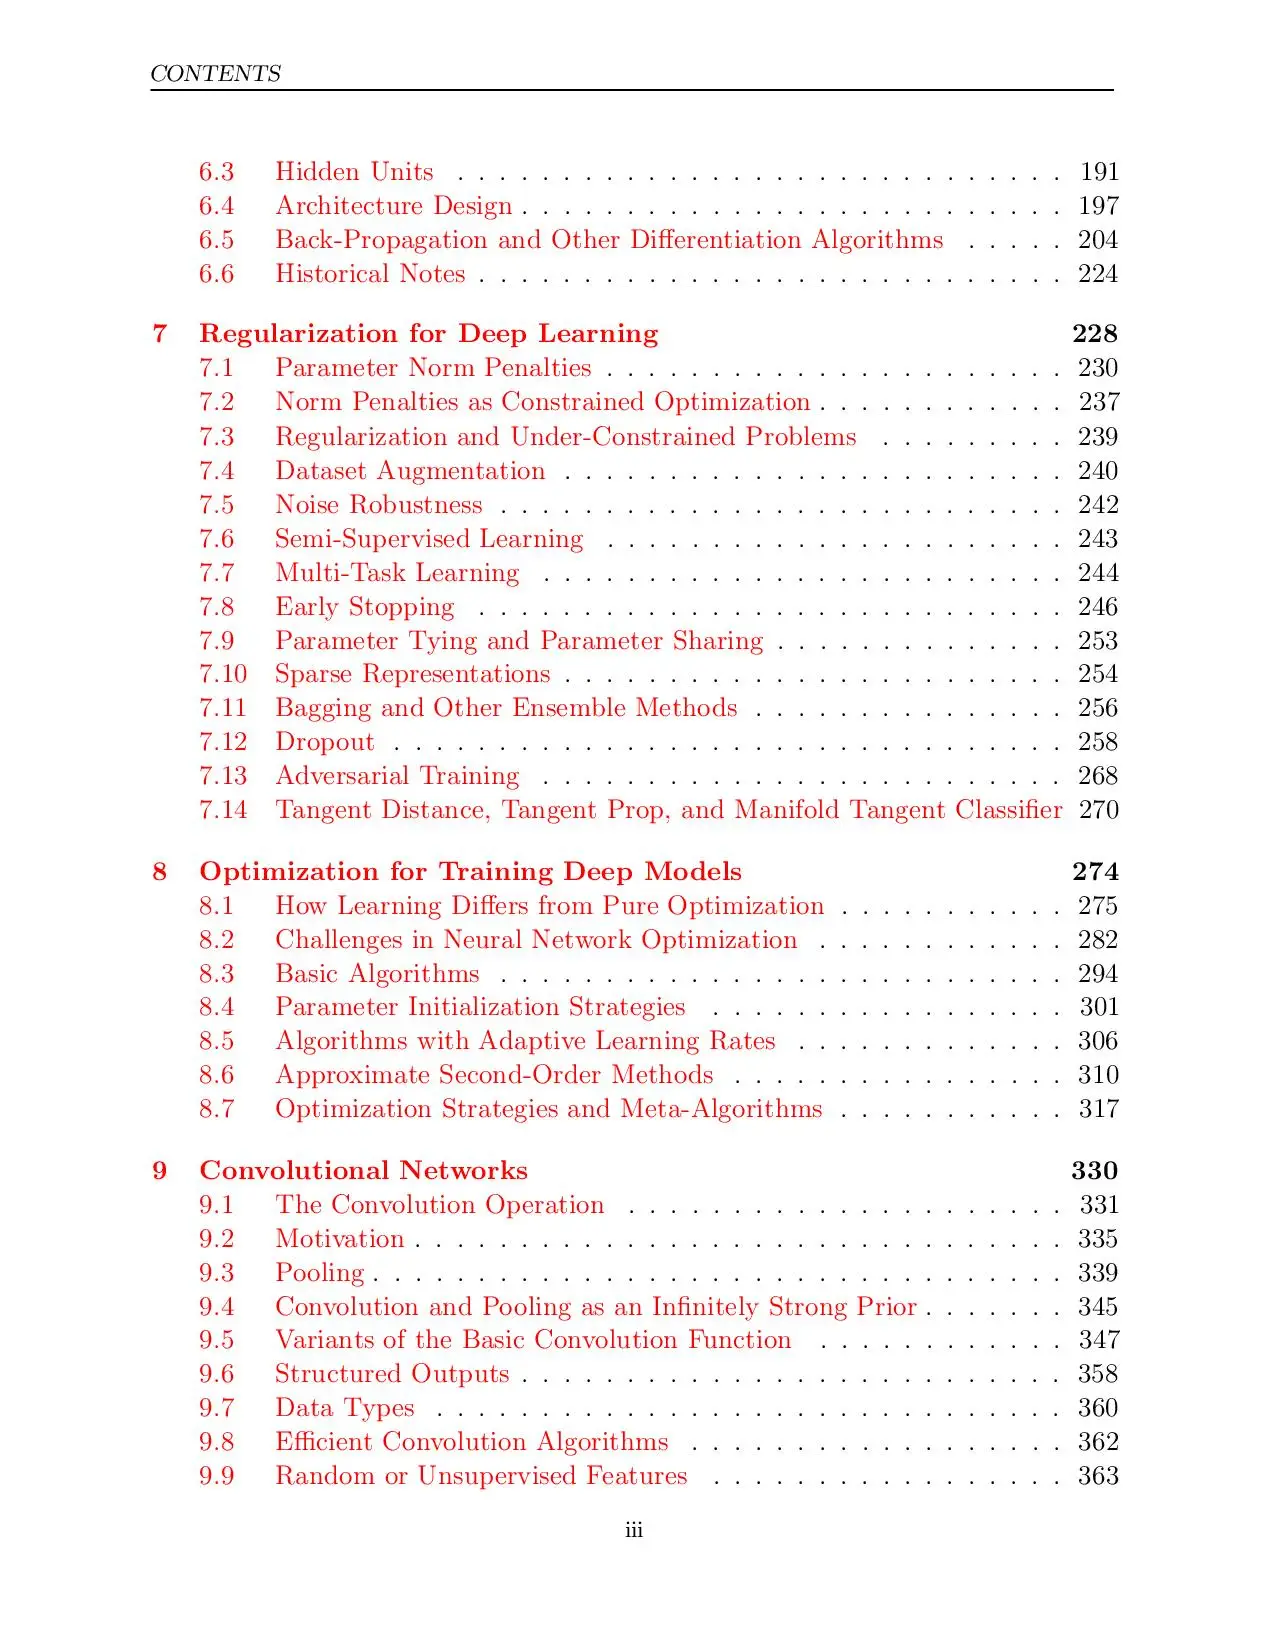 CONTENTS
6.3 Hidden Units . . . . . . . . . . . . . . . . . . . . . . . . . . . . . 191
6.4 Architecture Design . . . . . . . . . . . . . . . . . . . . . . . . . . 197
6.5 Back-Propagation and Other Differentiation Algorithms . . . . . 204
6.6 Historical Notes . . . . . . . . . . . . . . . . . . . . . . . . . . . . 224
7 Regularization for Deep Learning 228
7.1 Parameter Norm Penalties . . . . . . . . . . . . . . . . . . . . . . 230
7.2 Norm Penalties as Constrained Optimization . . . . . . . . . . . . 237
7.3 Regularization and Under-Constrained Problems . . . . . . . . . 239
7.4 Dataset Augmentation . . . . . . . . . . . . . . . . . . . . . . . . 240
7.5 Noise Robustness . . . . . . . . . . . . . . . . . . . . . . . . . . . 242
7.6 Semi-Supervised Learning . . . . . . . . . . . . . . . . . . . . . . 243
7.7 Multi-Task Learning . . . . . . . . . . . . . . . . . . . . . . . . . 244
7.8 Early Stopping . . . . . . . . . . . . . . . . . . . . . . . . . . . . 246
7.9 Parameter Tying and Parameter Sharing . . . . . . . . . . . . . . 253
7.10 Sparse Representations . . . . . . . . . . . . . . . . . . . . . . . . 254
7.11 Bagging and Other Ensemble Methods . . . . . . . . . . . . . . . 256
7.12 Dropout . . . . . . . . . . . . . . . . . . . . . . . . . . . . . . . . 258
7.13 Adversarial Training . . . . . . . . . . . . . . . . . . . . . . . . . 268
7.14 Tangent Distance, Tangent Prop, and Manifold Tangent Classifier 270
8 Optimization for Training Deep Models 274
8.1 How Learning Differs from Pure Optimization . . . . . . . . . . . 275
8.2 Challenges in Neural Network Optimization . . . . . . . . . . . . 282
8.3 Basic Algorithms . . . . . . . . . . . . . . . . . . . . . . . . . . . 294
8.4 Parameter Initialization Strategies . . . . . . . . . . . . . . . . . 301
8.5 Algorithms with Adaptive Learning Rates . . . . . . . . . . . . . 306
8.6 Approximate Second-Order Methods . . . . . . . . . . . . . . . . 310
8.7 Optimization Strategies and Meta-Algorithms . . . . . . . . . . . 317
9 Convolutional Networks 330
9.1 The Convolution Operation . . . . . . . . . . . . . . . . . . . . . 331
9.2 Motivation . . . . . . . . . . . . . . . . . . . . . . . . . . . . . . . 335
9.3 Pooling . . . . . . . . . . . . . . . . . . . . . . . . . . . . . . . . . 339
9.4 Convolution and Pooling as an Infinitely Strong Prior . . . . . . . 345
9.5 Variants of the Basic Convolution Function . . . . . . . . . . . . 347
9.6 Structured Outputs . . . . . . . . . . . . . . . . . . . . . . . . . . 358
9.7 Data Types . . . . . . . . . . . . . . . . . . . . . . . . . . . . . . 360
9.8 Efficient Convolution Algorithms . . . . . . . . . . . . . . . . . . 362
9.9 Random or Unsupervised Features . . . . . . . . . . . . . . . . . 363
iii